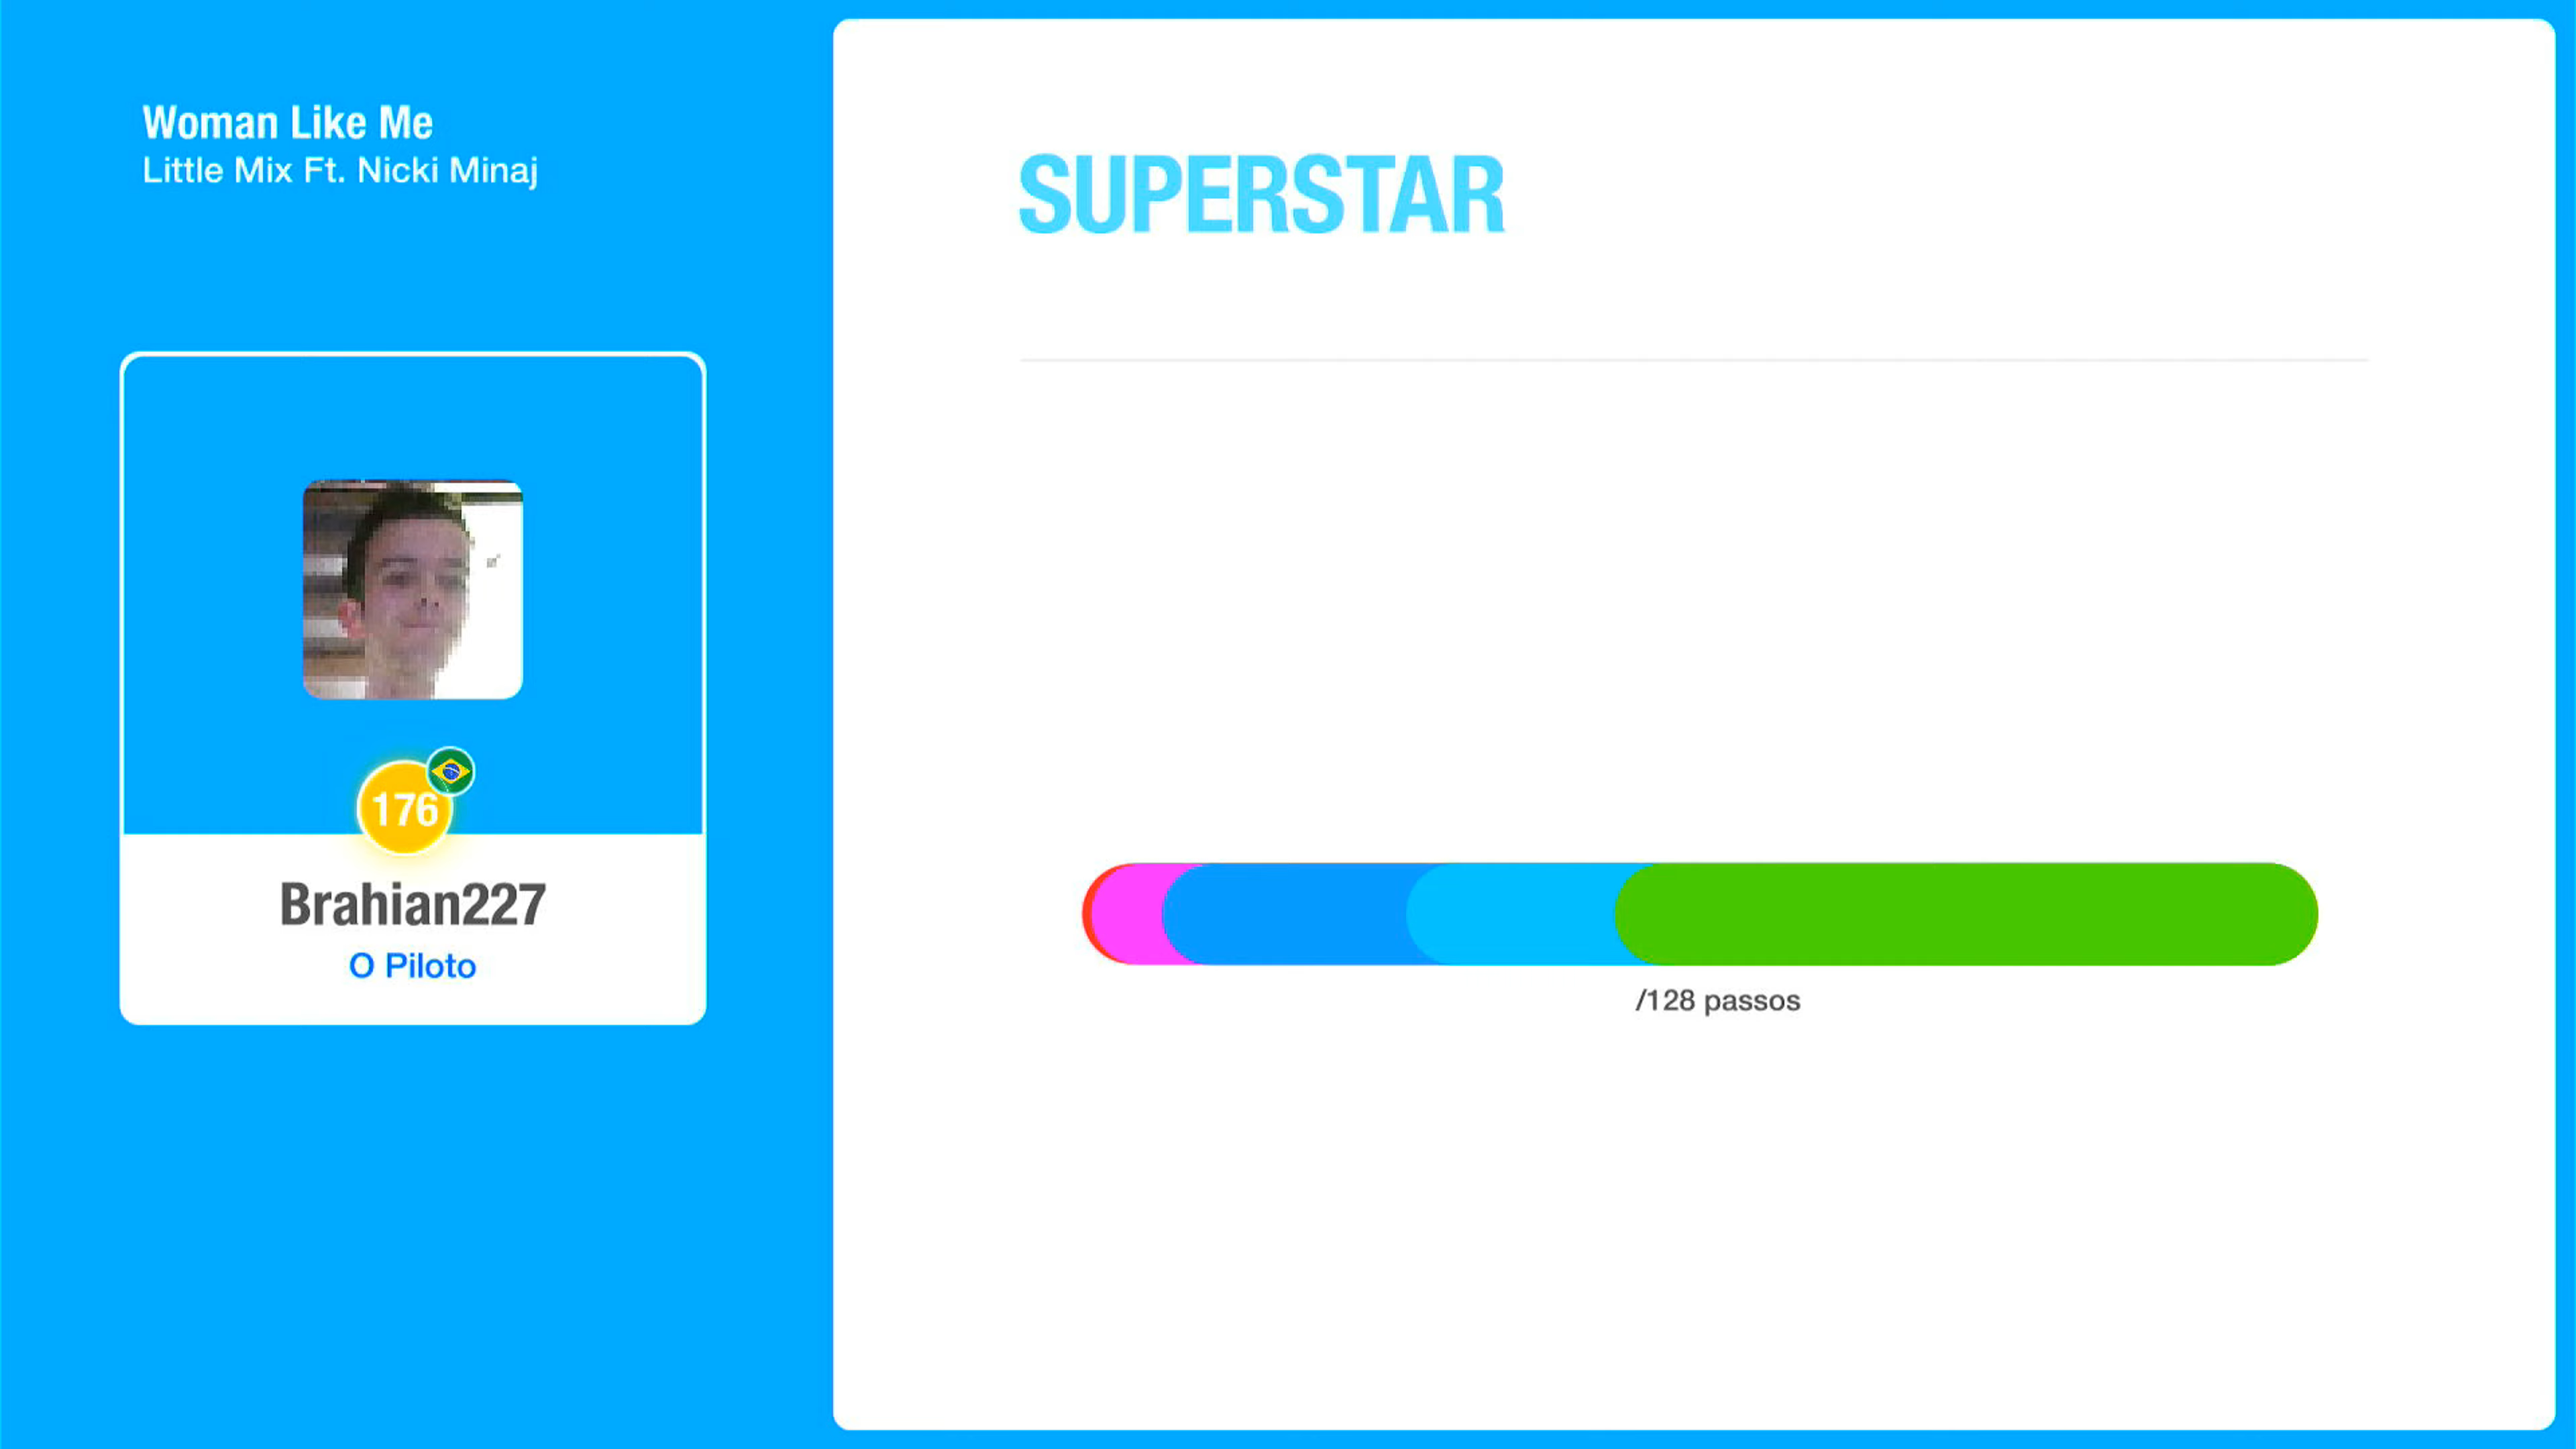 Woman Like Me
Little Mix Ft. Nicki Minaj
176
Brahian227
O Piloto
SUPERSTAR
/128 passos